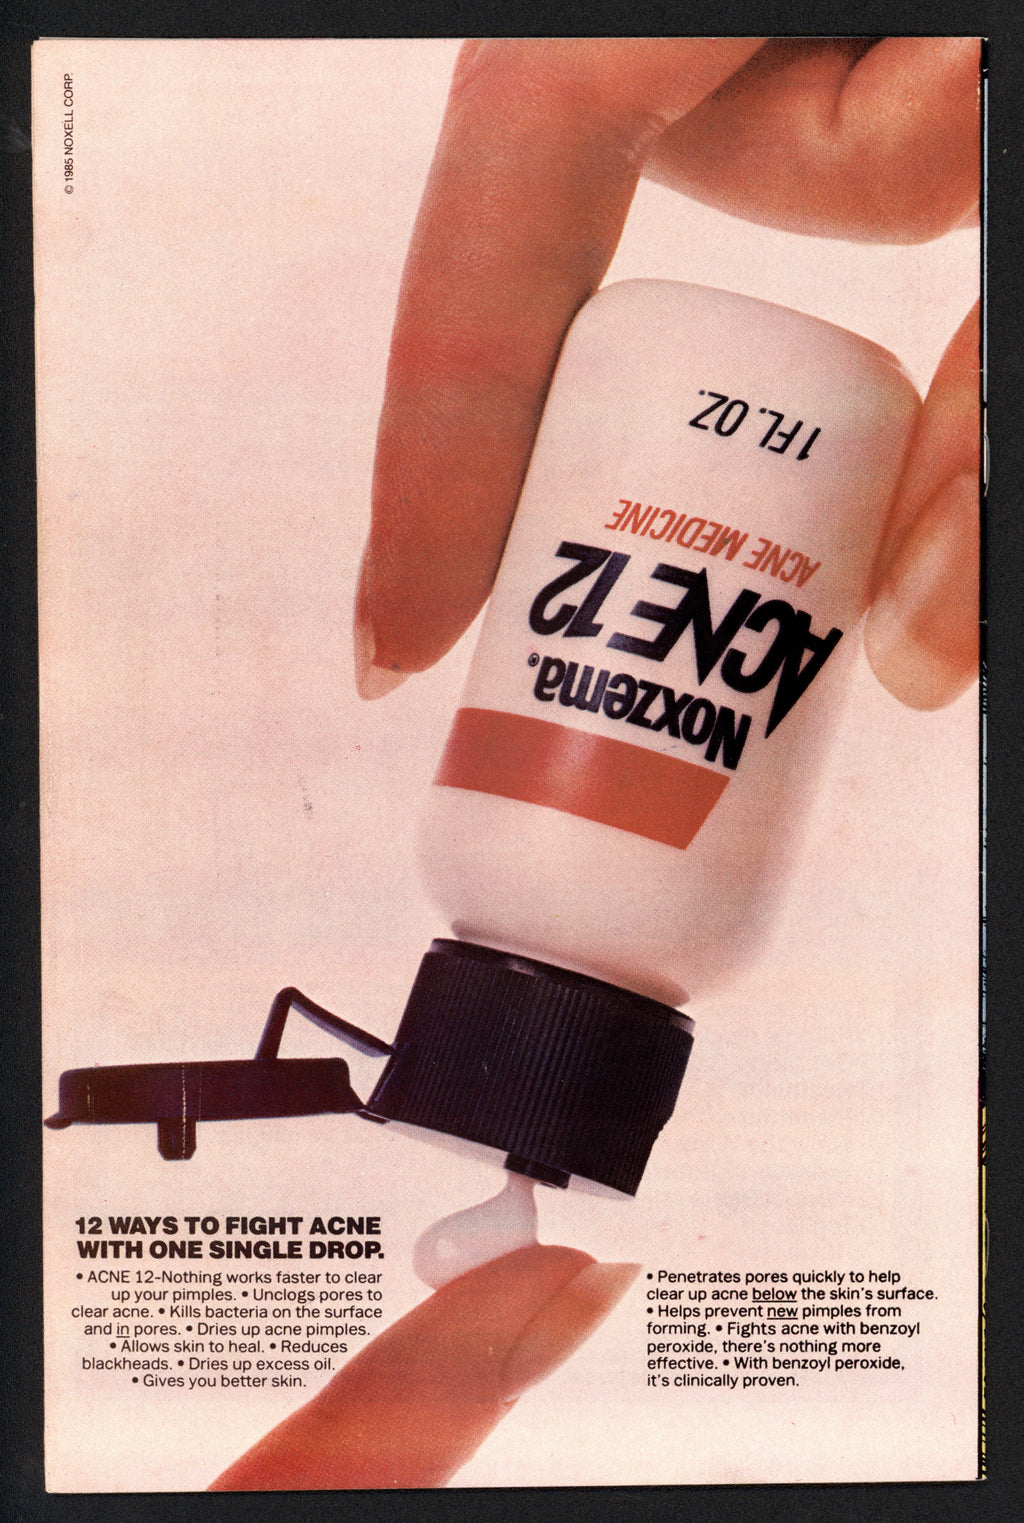 © 1985 NOXELL CORP.
1 FL. OZ.
ACNE MEDICINE
ACNE 12
Noxzema®
12 WAYS TO FIGHT ACNE
WITH ONE SINGLE DROP.
• ACNE 12-Nothing works faster to clear
up your pimples. • Unclogs pores to
clear acne. • Kills bacteria on the surface
and in pores. • Dries up acne pimples.
• Allows skin to heal. • Reduces
blackheads. • Dries up excess oil.
• Gives you better skin.
• Penetrates pores quickly to help
clear up acne below the skin's surface.
• Helps prevent new pimples from
forming. • Fights acne with benzoyl
peroxide, there's nothing more
effective. • With benzoyl peroxide,
it's clinically proven.